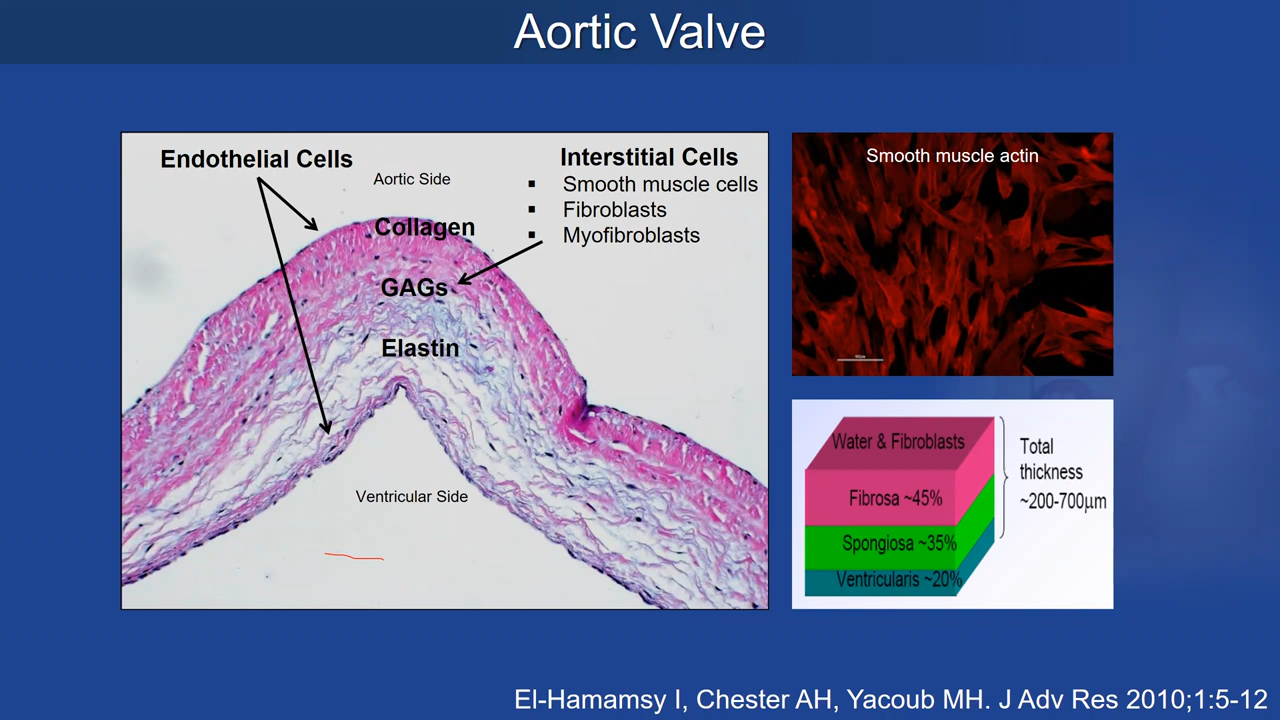 Aortic Valve
Endothelial Cells
Aortic Side
Collagen
GAGs
Elastin
Ventricular Side
Interstitial Cells
▪ Smooth muscle cells
▪ Fibroblasts
▪ Myofibroblasts
Smooth muscle actin
Water & Fibroblasts
Fibrosa ~45%
Spongiosa ~35%
Ventricularis ~20%
Total
thickness
~200-700µm
El-Hamamsy I, Chester AH, Yacoub MH. J Adv Res 2010;1:5-12